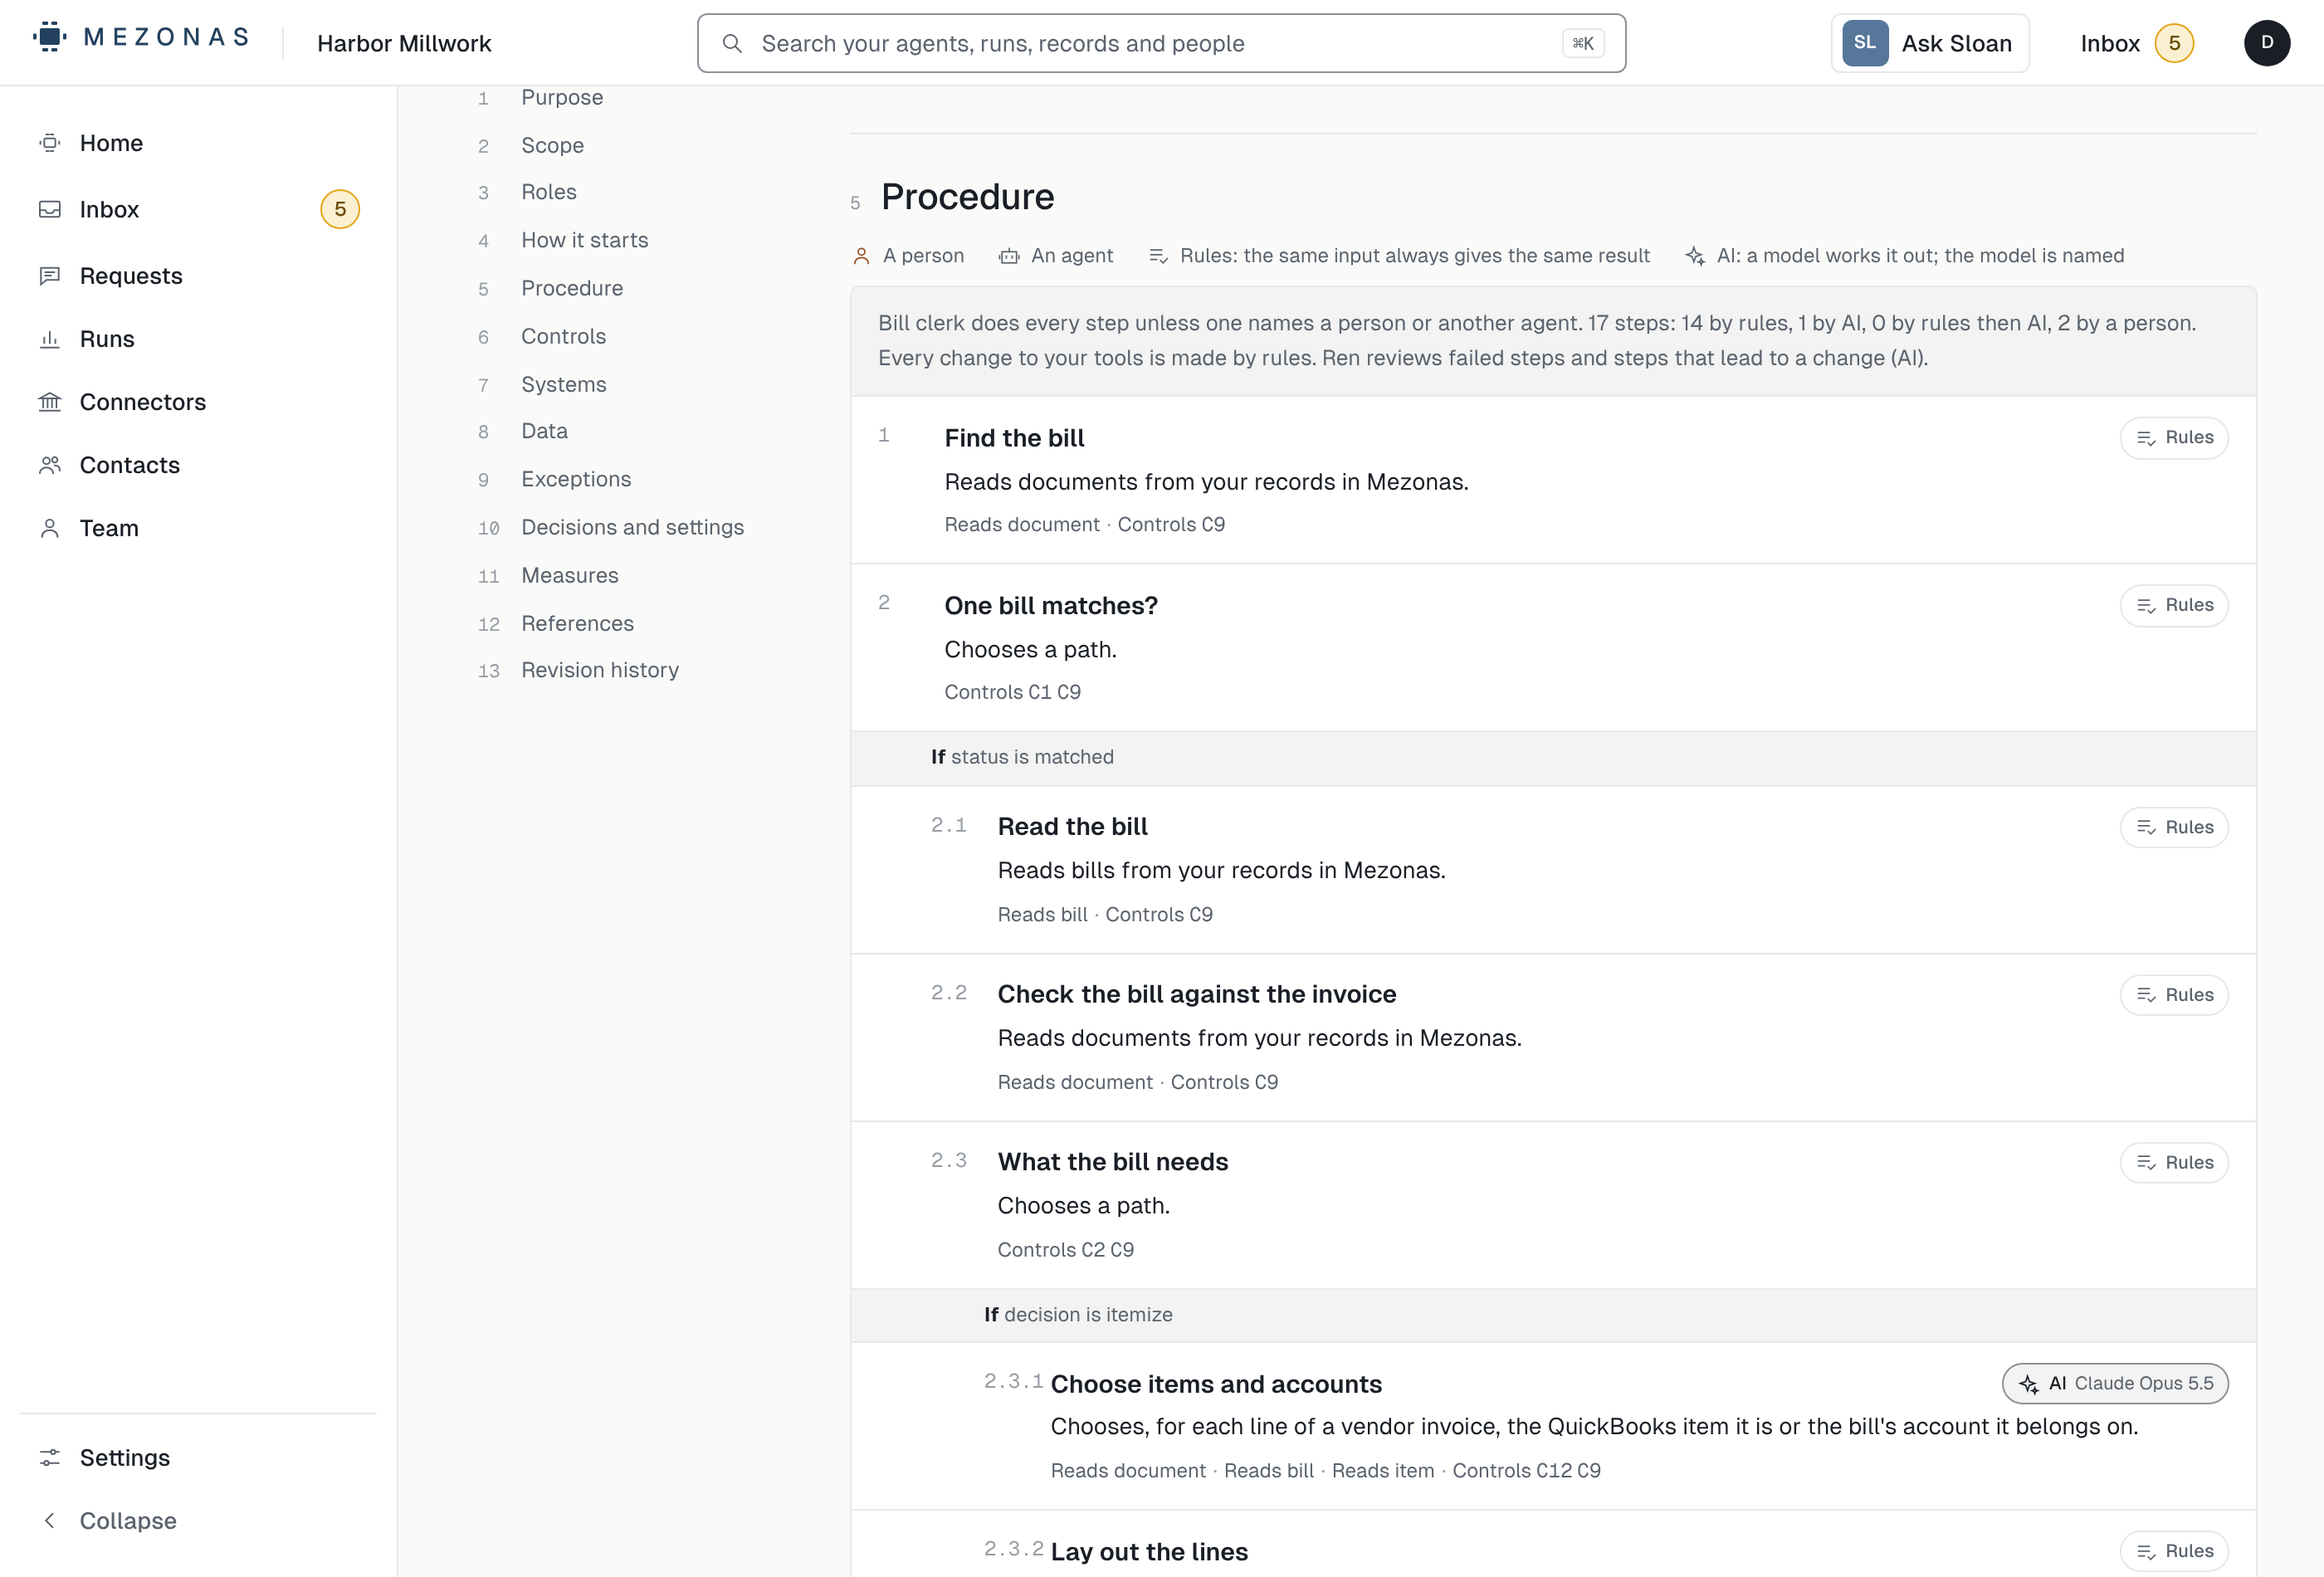 MEZONAS
Harbor Millwork
Search your agents, runs, records and people
⌘K
SL
Ask Sloan
Inbox
5
D
Home
Inbox
5
Requests
Runs
Connectors
Contacts
Team
Settings
Collapse
1 Purpose
2 Scope
3 Roles
4 How it starts
5 Procedure
6 Controls
7 Systems
8 Data
9 Exceptions
10 Decisions and settings
11 Measures
12 References
13 Revision history
5 Procedure
A person
An agent
Rules: the same input always gives the same result
AI: a model works it out; the model is named
Bill clerk does every step unless one names a person or another agent. 17 steps: 14 by rules, 1 by AI, 0 by rules then AI, 2 by a person.
Every change to your tools is made by rules. Ren reviews failed steps and steps that lead to a change (AI).
1 Find the bill
Rules
Reads documents from your records in Mezonas.
Reads document · Controls C9
2 One bill matches?
Rules
Chooses a path.
Controls C1 C9
If status is matched
2.1 Read the bill
Rules
Reads bills from your records in Mezonas.
Reads bill · Controls C9
2.2 Check the bill against the invoice
Rules
Reads documents from your records in Mezonas.
Reads document · Controls C9
2.3 What the bill needs
Rules
Chooses a path.
Controls C2 C9
If decision is itemize
2.3.1 Choose items and accounts
AI Claude Opus 5.5
Chooses, for each line of a vendor invoice, the QuickBooks item it is or the bill's account it belongs on.
Reads document · Reads bill · Reads item · Controls C12 C9
2.3.2 Lay out the lines
Rules